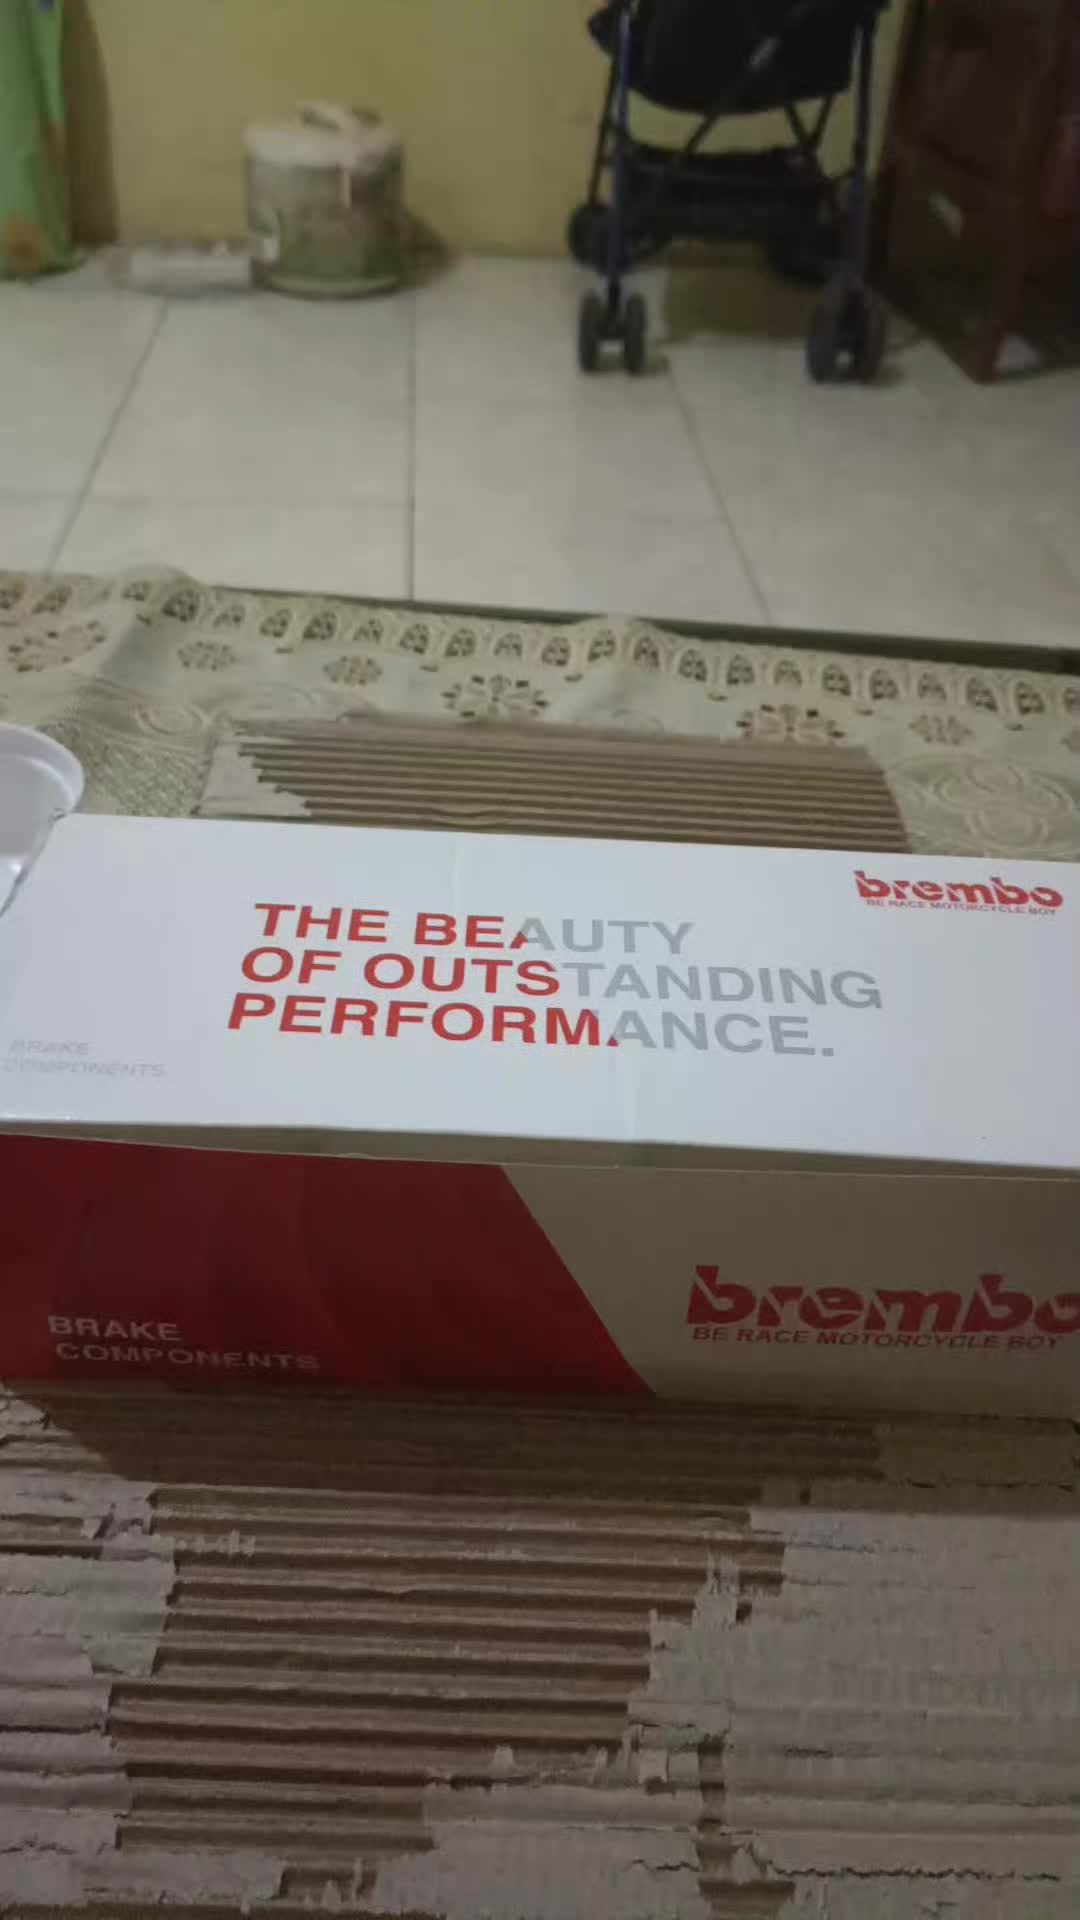 brembo
BE RACE MOTORCYCLE BOY
THE BEAUTY
OF OUTSTANDING
PERFORMANCE.
BRAKE
COMPONENTS
BRAKE
COMPONENTS
brembo
BE RACE MOTORCYCLE BOY